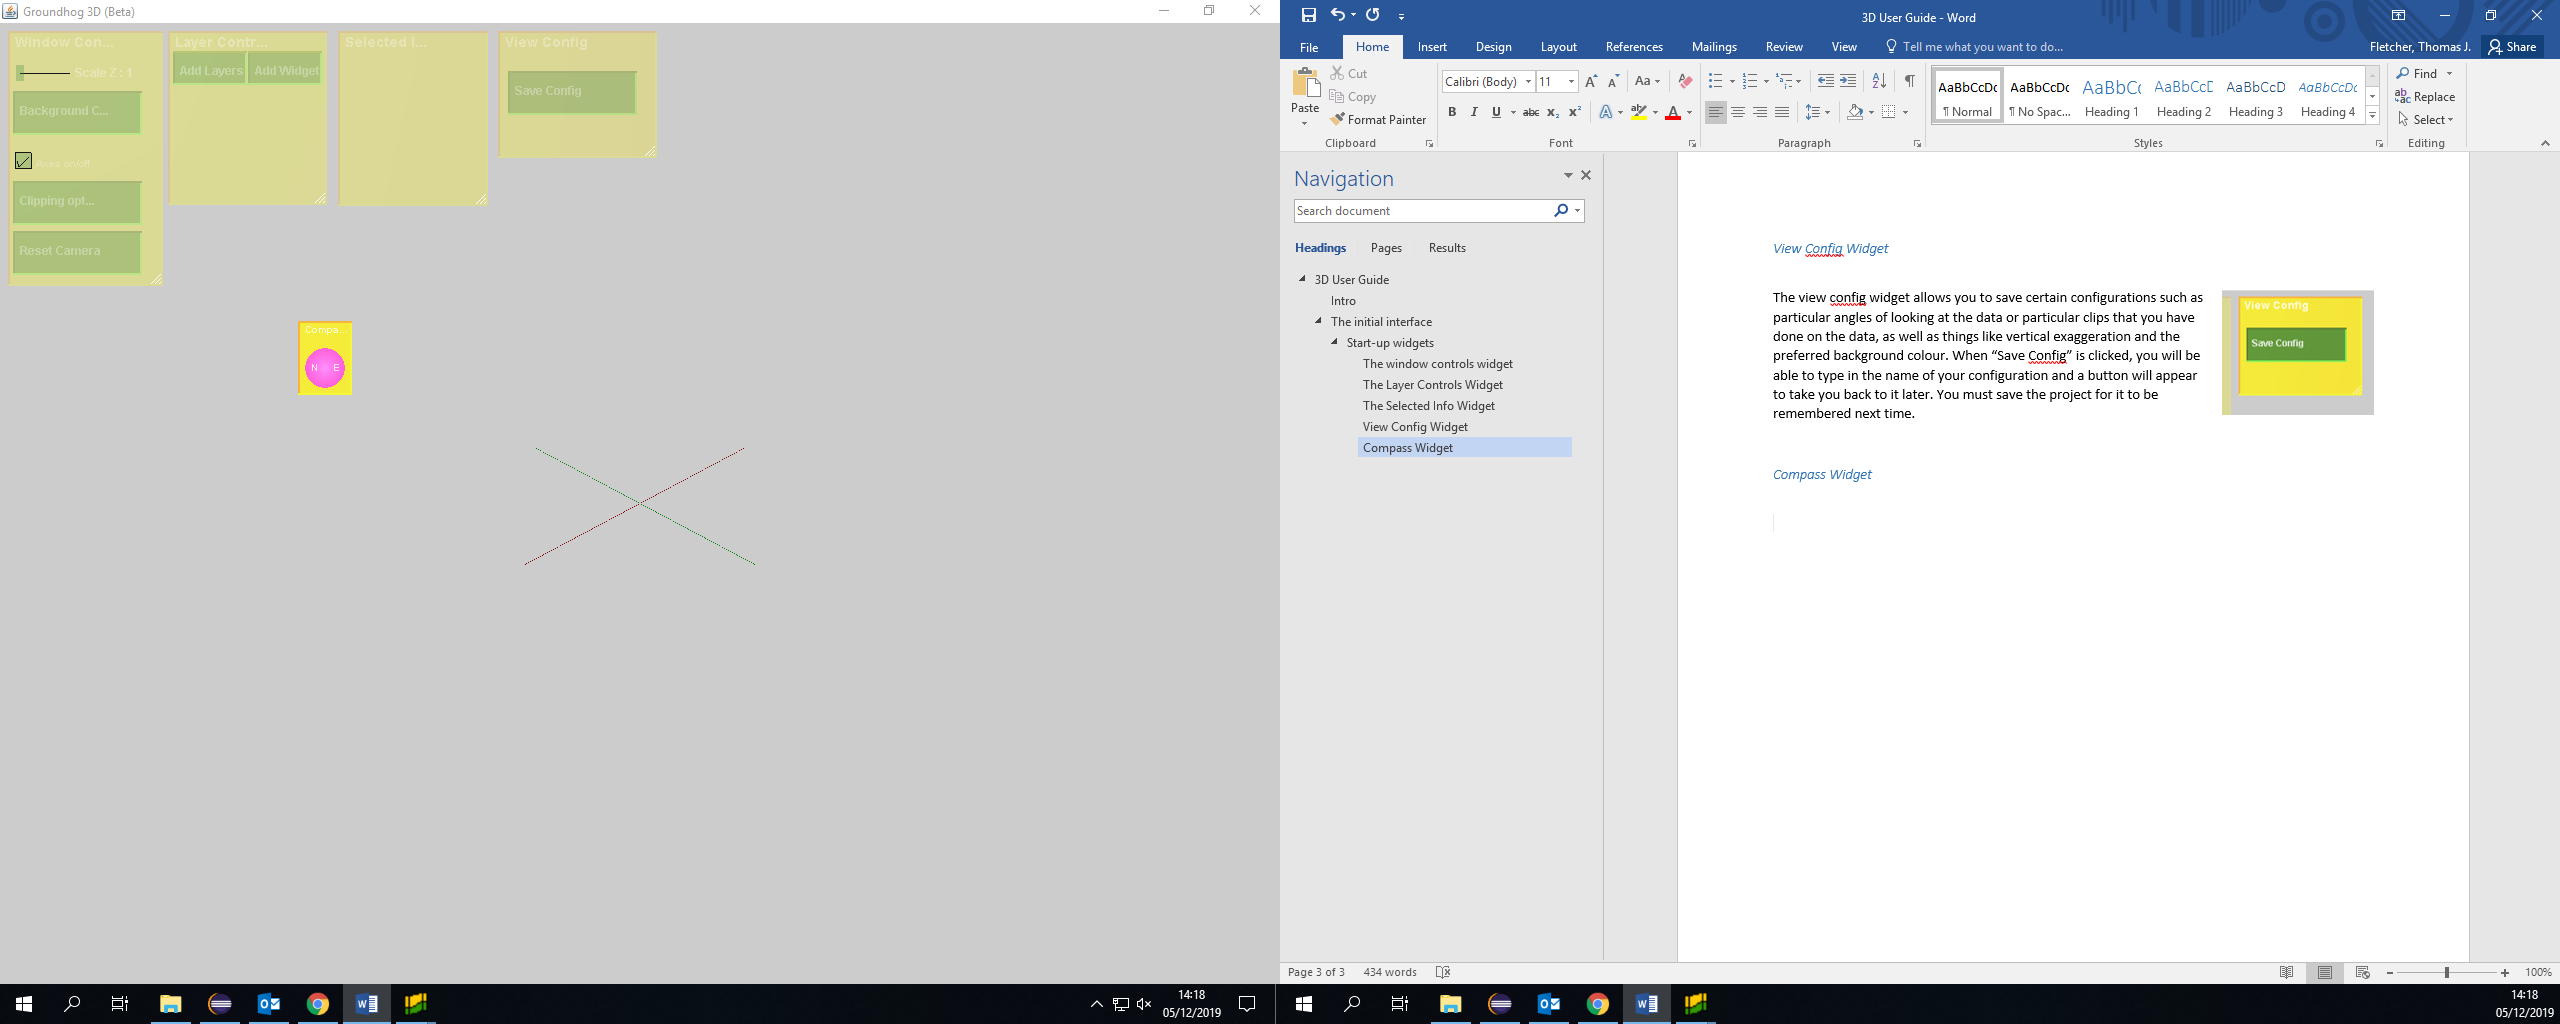 Groundhog 3D (Beta)
Window Con...
Scale Z : 1
Background C...
Axes on/off
Clipping opt...
Reset Camera
Layer Contr...
Add Layers
Add Widget
Selected I...
View Config
Save Config
Compa...
N E
14:18
05/12/2019
3D User Guide - Word
File
Home
Insert
Design
Layout
References
Mailings
Review
View
Tell me what you want to do...
Fletcher, Thomas J.
Share
Paste
Cut
Copy
Format Painter
Clipboard
Calibri (Body)
11
Font
Paragraph
AaBbCcDc
¶ Normal
AaBbCcDc
¶ No Spac...
AaBbC(
Heading 1
AaBbCcE
Heading 2
AaBbCcD
Heading 3
AaBbCcDc
Heading 4
Styles
Find
Replace
Select
Editing
Navigation
Search document
Headings
Pages
Results
3D User Guide
Intro
The initial interface
Start-up widgets
The window controls widget
The Layer Controls Widget
The Selected Info Widget
View Config Widget
Compass Widget
View Config Widget
The view config widget allows you to save certain configurations such as
particular angles of looking at the data or particular clips that you have
done on the data, as well as things like vertical exaggeration and the
preferred background colour. When “Save Config” is clicked, you will be
able to type in the name of your configuration and a button will appear
to take you back to it later. You must save the project for it to be
remembered next time.
View Config
Save Config
Compass Widget
Page 3 of 3
434 words
100%
14:18
05/12/2019